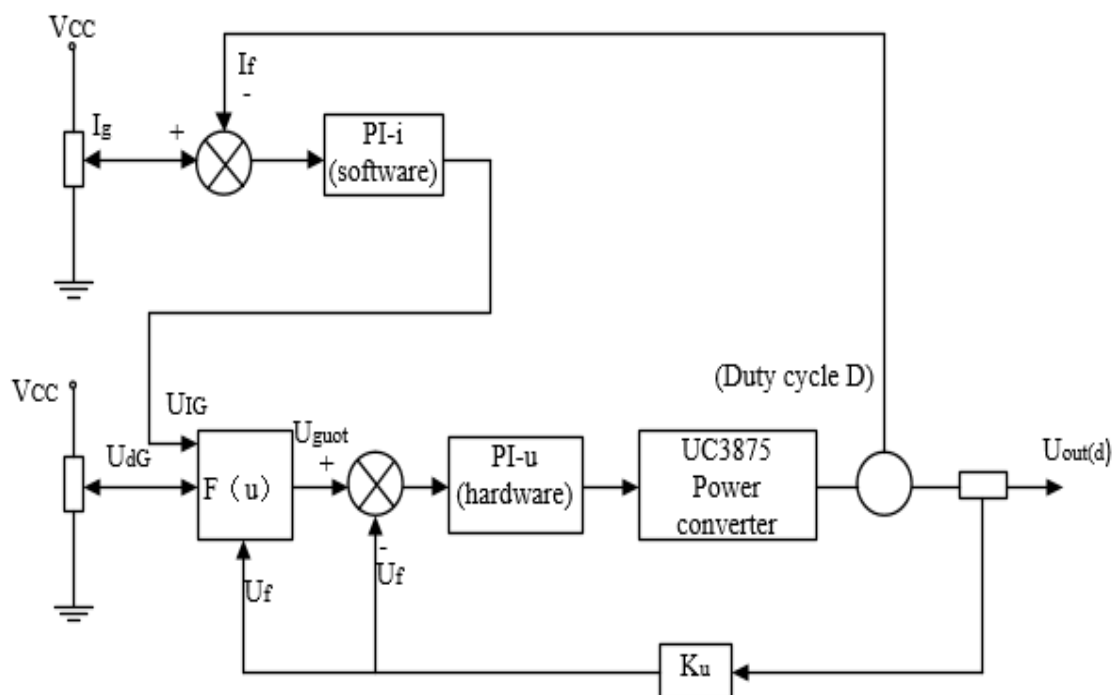 VCC
If
-
Ig
+
PI-i
(software)
(Duty cycle D)
VCC
UIG
UdG
F（u）
Uguot
+
-
Uf
Uf
PI-u
(hardware)
UC3875
Power
converter
Uout(d)
Ku